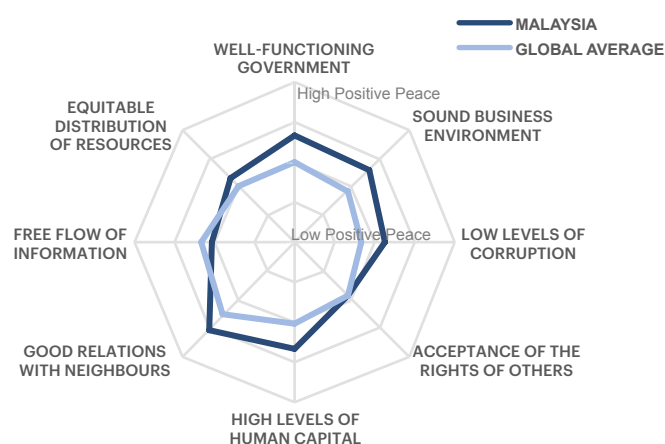 MALAYSIA
GLOBAL AVERAGE
WELL-FUNCTIONING
GOVERNMENT
High Positive Peace
EQUITABLE
DISTRIBUTION
OF RESOURCES
SOUND BUSINESS
ENVIRONMENT
FREE FLOW OF
INFORMATION
Low Positive Peace
LOW LEVELS OF
CORRUPTION
GOOD RELATIONS
WITH NEIGHBOURS
ACCEPTANCE OF THE
RIGHTS OF OTHERS
HIGH LEVELS OF
HUMAN CAPITAL